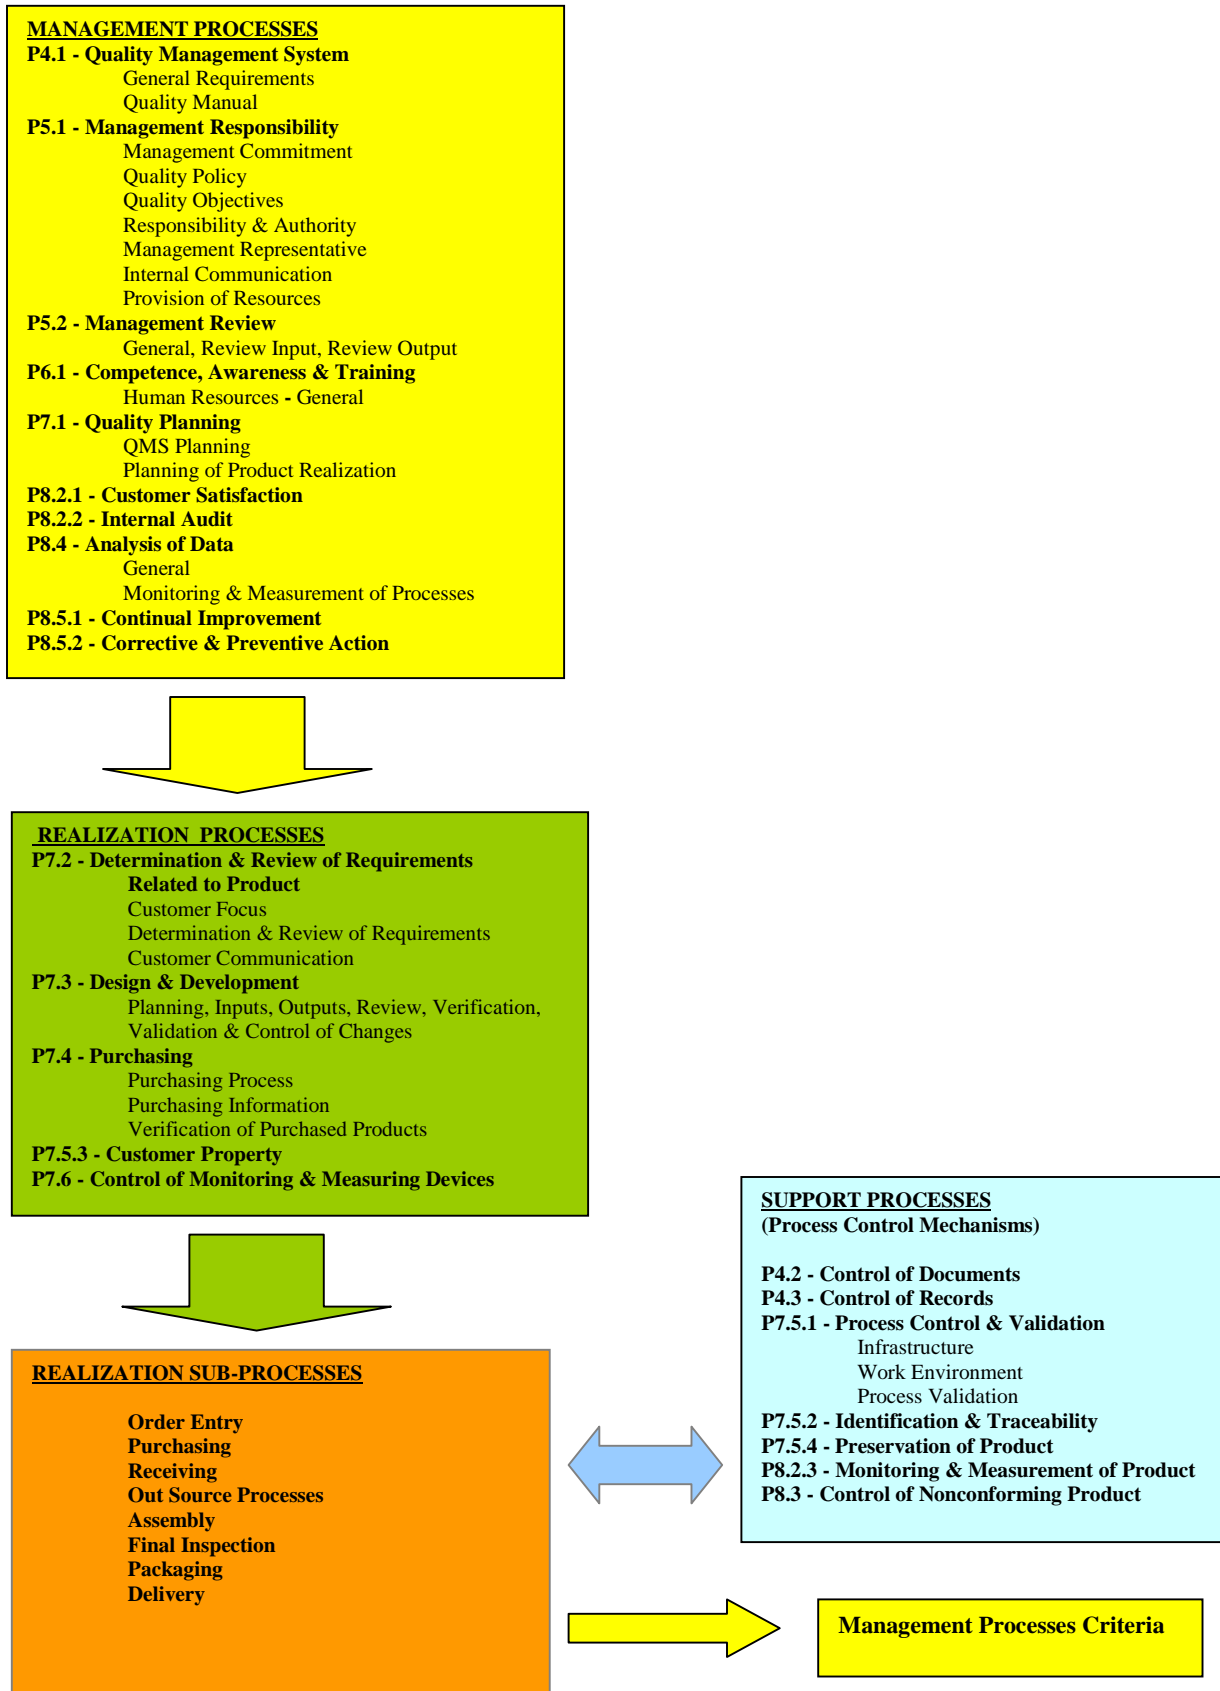 MANAGEMENT PROCESSES
P4.1 - Quality Management System
General Requirements
Quality Manual
P5.1 - Management Responsibility
Management Commitment
Quality Policy
Quality Objectives
Responsibility & Authority
Management Representative
Internal Communication
Provision of Resources
P5.2 - Management Review
General, Review Input, Review Output
P6.1 - Competence, Awareness & Training
Human Resources - General
P7.1 - Quality Planning
QMS Planning
Planning of Product Realization
P8.2.1 - Customer Satisfaction
P8.2.2 - Internal Audit
P8.4 - Analysis of Data
General
Monitoring & Measurement of Processes
P8.5.1 - Continual Improvement
P8.5.2 - Corrective & Preventive Action
REALIZATION PROCESSES
P7.2 - Determination & Review of Requirements
Related to Product
Customer Focus
Determination & Review of Requirements
Customer Communication
P7.3 - Design & Development
Planning, Inputs, Outputs, Review, Verification,
Validation & Control of Changes
P7.4 - Purchasing
Purchasing Process
Purchasing Information
Verification of Purchased Products
P7.5.3 - Customer Property
P7.6 - Control of Monitoring & Measuring Devices
SUPPORT PROCESSES
(Process Control Mechanisms)
P4.2 - Control of Documents
P4.3 - Control of Records
P7.5.1 - Process Control & Validation
Infrastructure
Work Environment
Process Validation
P7.5.2 - Identification & Traceability
P7.5.4 - Preservation of Product
P8.2.3 - Monitoring & Measurement of Product
P8.3 - Control of Nonconforming Product
REALIZATION SUB-PROCESSES
Order Entry
Purchasing
Receiving
Out Source Processes
Assembly
Final Inspection
Packaging
Delivery
Management Processes Criteria